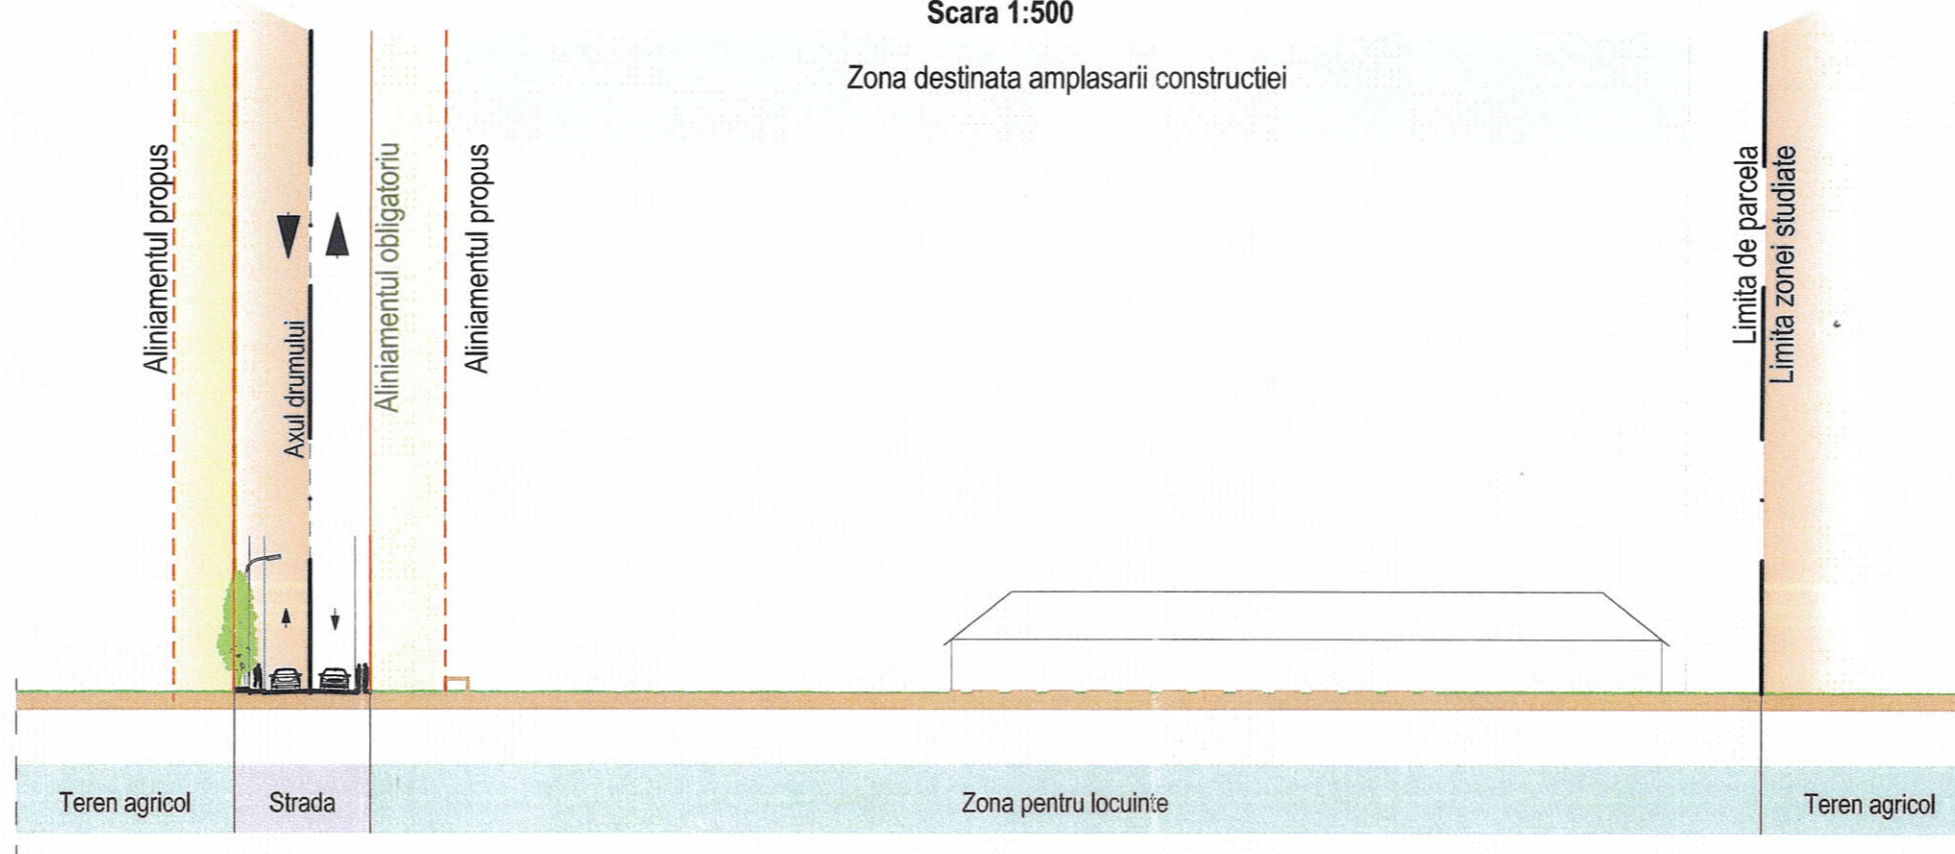 Scara 1:500
Zona destinata amplasarii constructiei
Aliniamentul propus
Axul drumului
Aliniamentul obligatoriu
Aliniamentul propus
Limita de parcela
Limita zonei studiate
Teren agricol
Strada
Zona pentru locuinte
Teren agricol